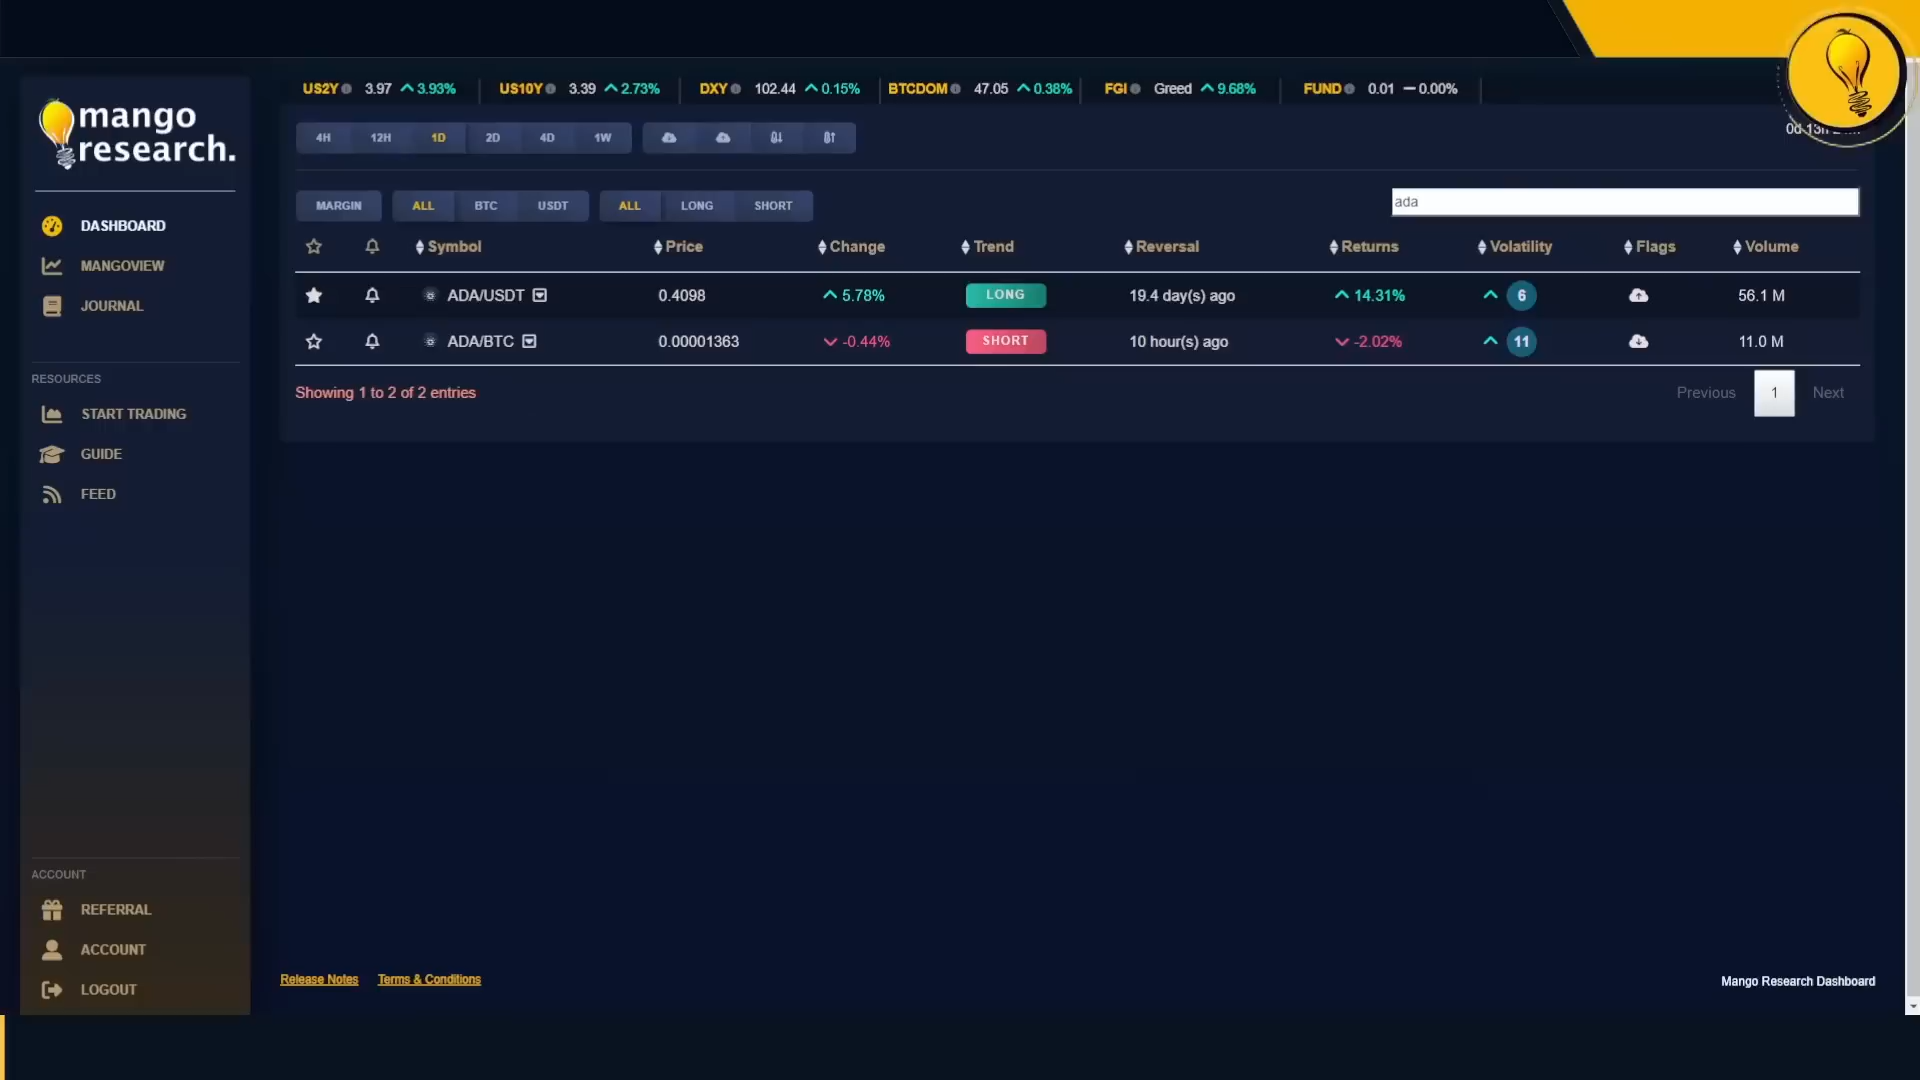 mango
research.
DASHBOARD
MANGOVIEW
JOURNAL
RESOURCES
START TRADING
GUIDE
FEED
ACCOUNT
REFERRAL
ACCOUNT
LOGOUT
US2Y 3.97 3.93% US10Y 3.39 2.73% DXY 102.44 0.15% BTCDOM 47.05 0.38% FGI Greed 9.68% FUND 0.01 0.00%
4H 12H 1D 2D 4D 1W
0d
MARGIN ALL BTC USDT ALL LONG SHORT ada
Symbol Price Change Trend Reversal Returns Volatility Flags Volume
ADA/USDT 0.4098 5.78% LONG 19.4 day(s) ago 14.31% 6 56.1 M
ADA/BTC 0.00001363 -0.44% SHORT 10 hour(s) ago -2.02% 11 11.0 M
Showing 1 to 2 of 2 entries Previous 1 Next
Release Notes Terms & Conditions Mango Research Dashboard